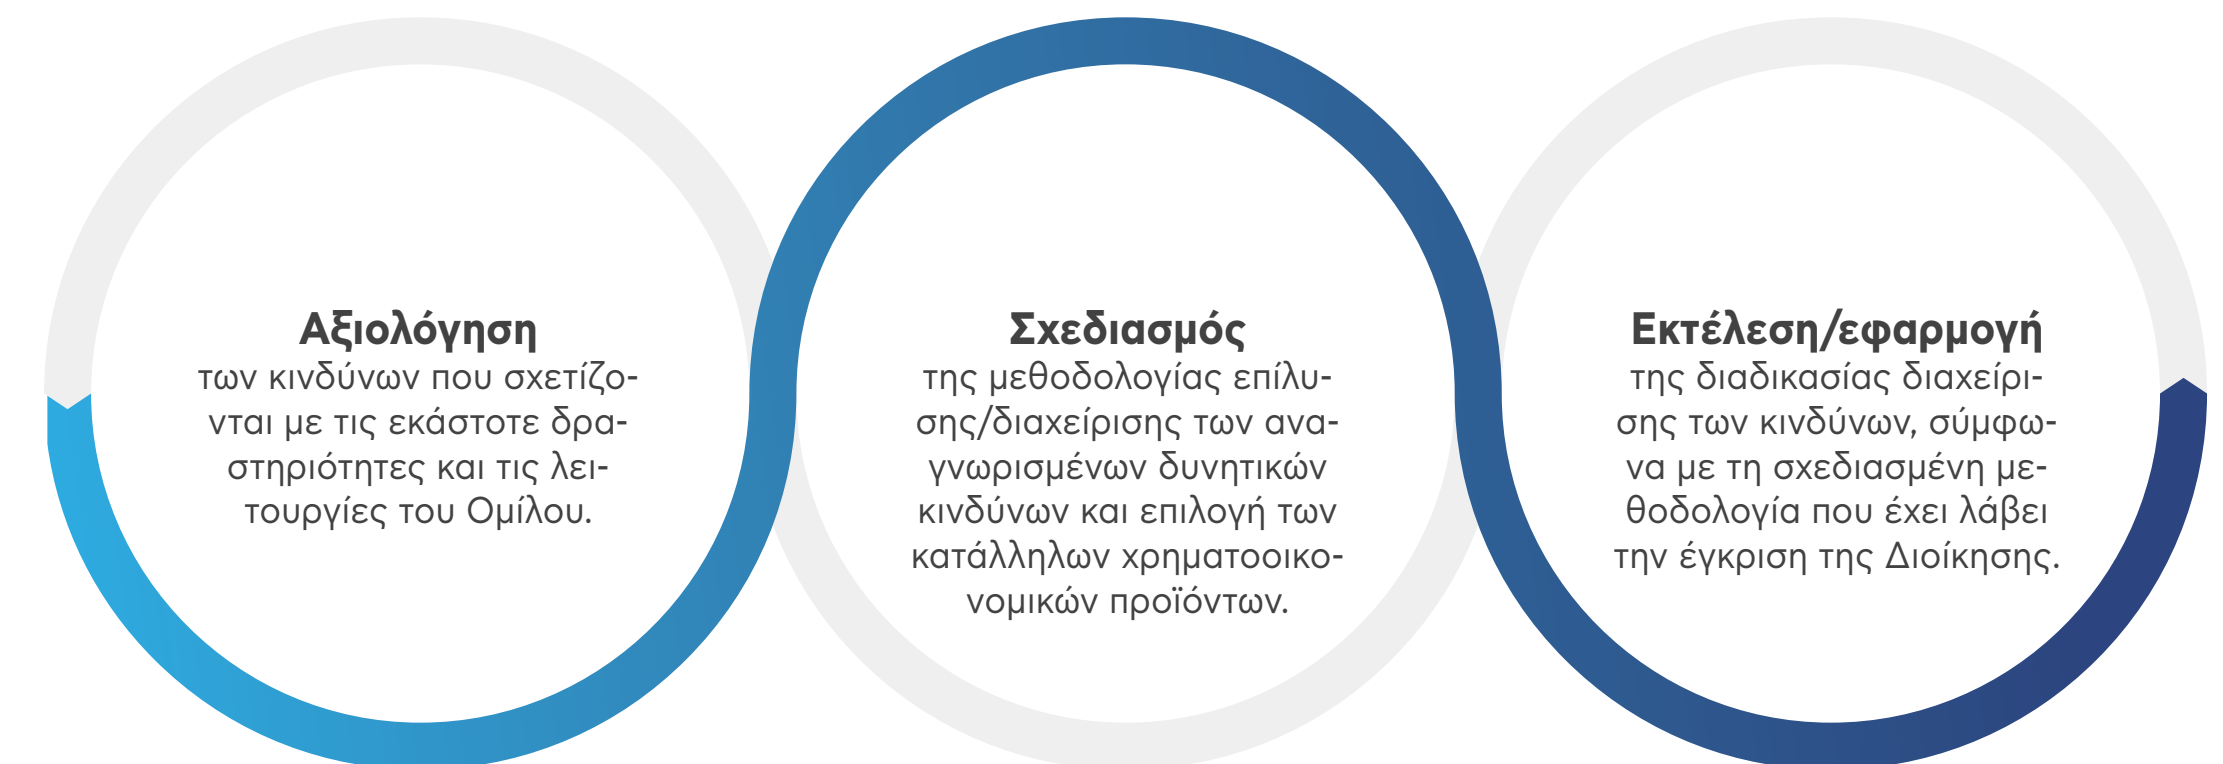 Αξιολόγηση
των κινδύνων που σχετίζο-
νται με τις εκάστοτε δρα-
στηριότητες και τις λει-
τουργίες του Ομίλου.
Σχεδιασμός
της μεθοδολογίας επίλυ-
σης/διαχείρισης των ανα-
γνωρισμένων δυνητικών
κινδύνων και επιλογή των
κατάλληλων χρηματοοικο-
νομικών προϊόντων.
Εκτέλεση/εφαρμογή
της διαδικασίας διαχείρι-
σης των κινδύνων, σύμφω-
να με τη σχεδιασμένη με-
θοδολογία που έχει λάβει
την έγκριση της Διοίκησης.